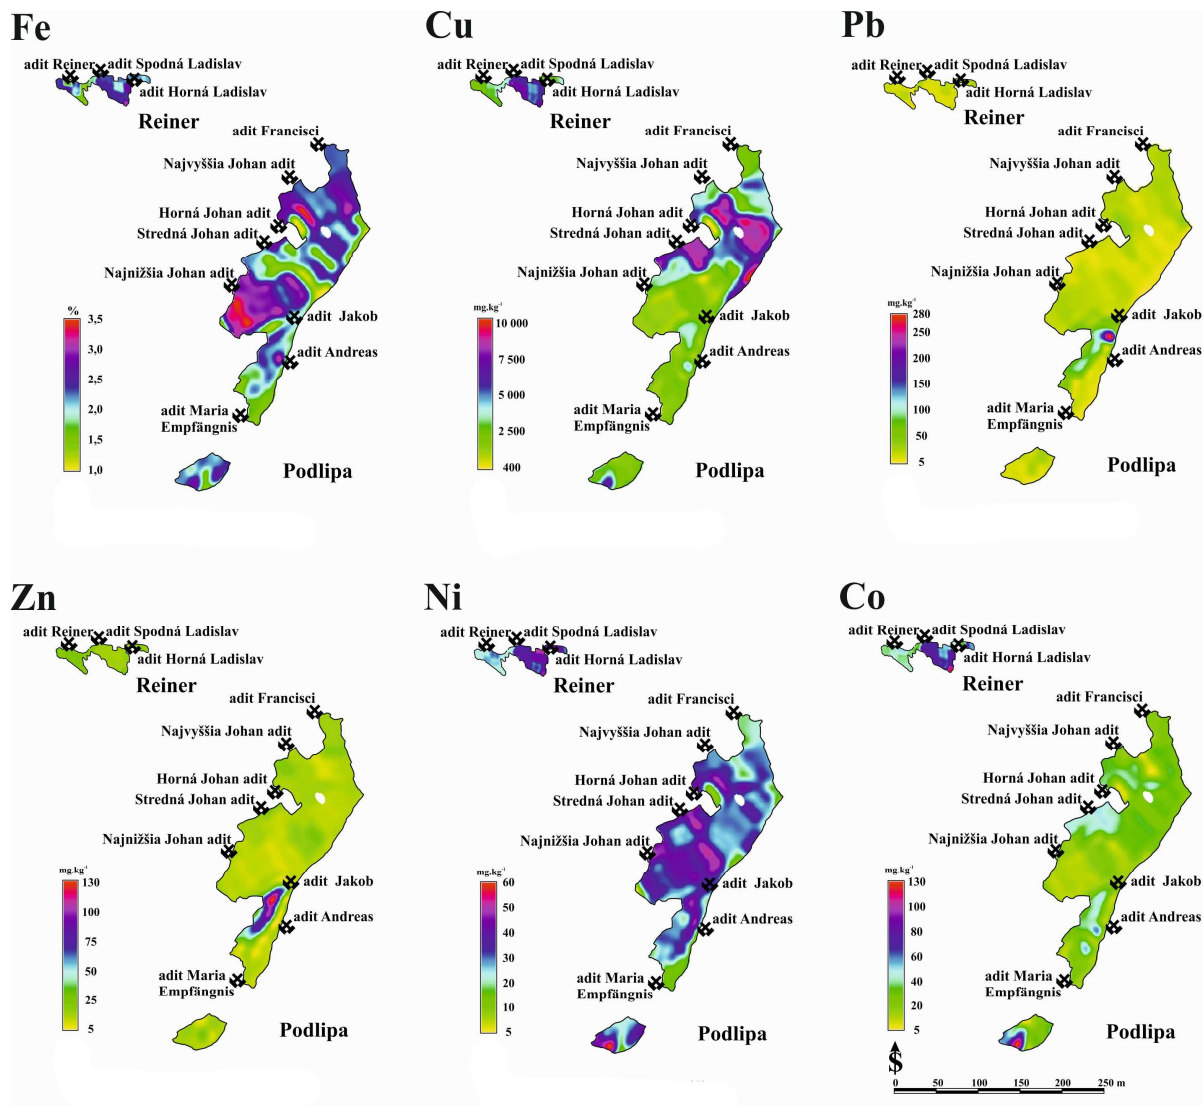 Fe
adit Reiner
adit Spodná Ladislav
adit Horná Ladislav
Reiner
adit Francisci
Najvyššia Johan adit
Horná Johan adit
Stredná Johan adit
Najnižšia Johan adit
adit Jakob
adit Andreas
adit Maria
Empfängnis
Podlipa
%
3,5
3,0
2,5
2,0
1,5
1,0
Cu
adit Reiner
adit Spodná Ladislav
adit Horná Ladislav
Reiner
adit Francisci
Najvyššia Johan adit
Horná Johan adit
Stredná Johan adit
Najnižšia Johan adit
adit Jakob
adit Andreas
adit Maria
Empfängnis
Podlipa
mg.kg-1
10 000
7 500
5 000
2 500
400
Pb
adit Reiner
adit Spodná Ladislav
adit Horná Ladislav
Reiner
adit Francisci
Najvyššia Johan adit
Horná Johan adit
Stredná Johan adit
Najnižšia Johan adit
adit Jakob
adit Andreas
adit Maria
Empfängnis
Podlipa
mg.kg-1
280
250
200
150
100
50
5
Zn
adit Reiner
adit Spodná Ladislav
adit Horná Ladislav
Reiner
adit Francisci
Najvyššia Johan adit
Horná Johan adit
Stredná Johan adit
Najnižšia Johan adit
adit Jakob
adit Andreas
adit Maria
Empfängnis
Podlipa
mg.kg-1
130
100
75
50
25
5
Ni
adit Reiner
adit Spodná Ladislav
adit Horná Ladislav
Reiner
adit Francisci
Najvyššia Johan adit
Horná Johan adit
Stredná Johan adit
Najnižšia Johan adit
adit Jakob
adit Andreas
adit Maria
Empfängnis
Podlipa
mg.kg-1
60
50
40
30
20
10
5
Co
adit Reiner
adit Spodná Ladislav
adit Horná Ladislav
Reiner
adit Francisci
Najvyššia Johan adit
Horná Johan adit
Stredná Johan adit
Najnižšia Johan adit
adit Jakob
adit Andreas
adit Maria
Empfängnis
Podlipa
mg.kg-1
130
100
80
60
40
20
5
$
0 50 100 150 200 250 m